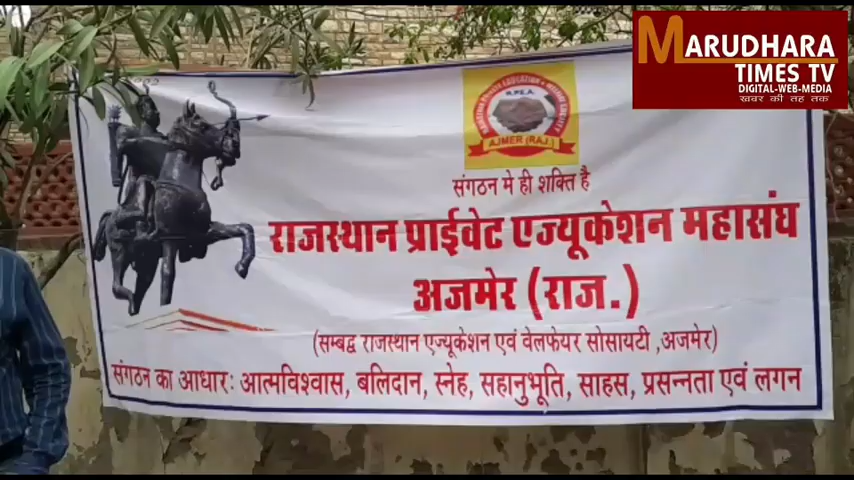 MARUDHARA
TIMES TV
DIGITAL-WEB-MEDIA
खबर की तह तक
R.P.E.A.
AJMER (RAJ.)
संगठन मे ही शक्ति है
राजस्थान प्राईवेट एज्यूकेशन महासंघ
अजमेर (राज.)
(सम्बद्व राजस्थान एज्यूकेशन एवं वेलफेयर सोसायटी ,अजमेर)
संगठन का आधार: आत्मविश्वास, बलिदान, स्नेह, सहानुभूति, साहस, प्रसन्नता एवं लगन